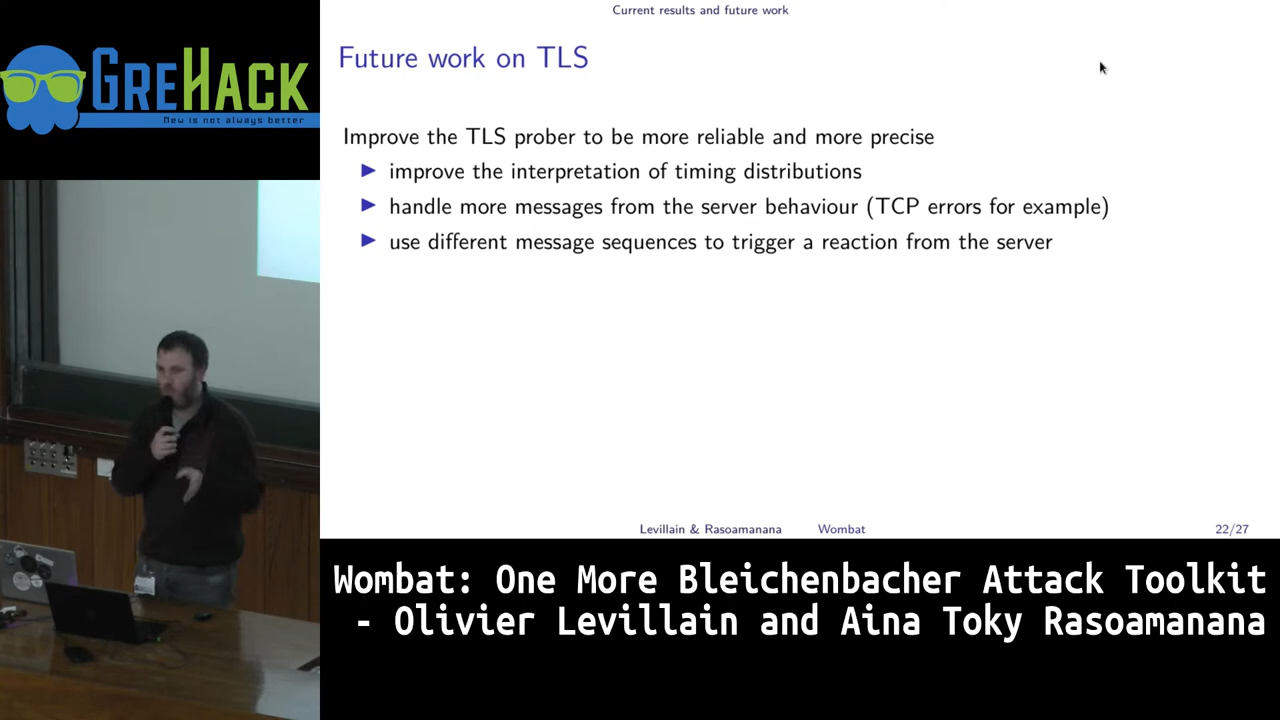 Current results and future work
GREHACK
New is not always better
Future work on TLS
Improve the TLS prober to be more reliable and more precise
improve the interpretation of timing distributions
handle more messages from the server behaviour (TCP errors for example)
use different message sequences to trigger a reaction from the server
Levillain & Rasoamanana Wombat 22/27
Wombat: One More Bleichenbacher Attack Toolkit
- Olivier Levillain and Aina Toky Rasoamanana